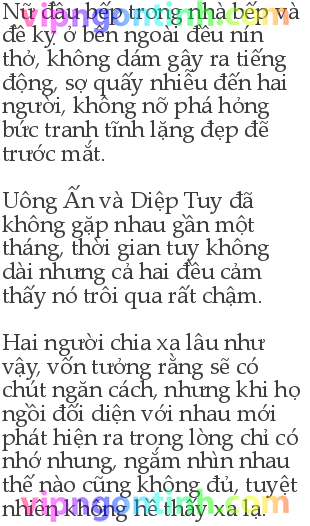 Nữ đầu bếp trong nhà bếp và
đề kỵ ở bên ngoài đều nín
thở, không dám gây ra tiếng
động, sợ quấy nhiễu đến hai
người, không nỡ phá hỏng
bức tranh tĩnh lặng đẹp đẽ
trước mắt.
Uông Ấn và Diệp Tuy đã
không gặp nhau gần một
tháng, thời gian tuy không
dài nhưng cả hai đều cảm
thấy nó trôi qua rất chậm.
Hai người chia xa lâu như
vậy, vốn tưởng rằng sẽ có
chút ngăn cách, nhưng khi họ
ngồi đối diện với nhau mới
phát hiện ra trong lòng chỉ có
nhớ nhung, ngắm nhìn nhau
thế nào cũng không đủ, tuyệt
nhiên không hề thấy xa lạ.
vipngontinh.com
vipngontinh.com